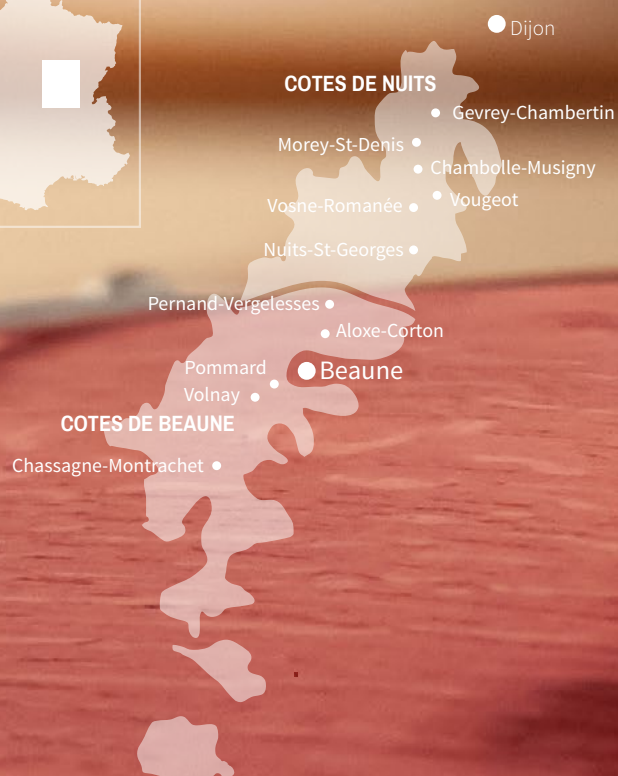 Dijon
COTES DE NUITS
Gevrey-Chambertin
Morey-St-Denis
Chambolle-Musigny
Vougeot
Vosne-Romanée
Nuits-St-Georges
Pernand-Vergelesses
Aloxe-Corton
Beaune
Pommard
Volnay
COTES DE BEAUNE
Chassagne-Montrachet